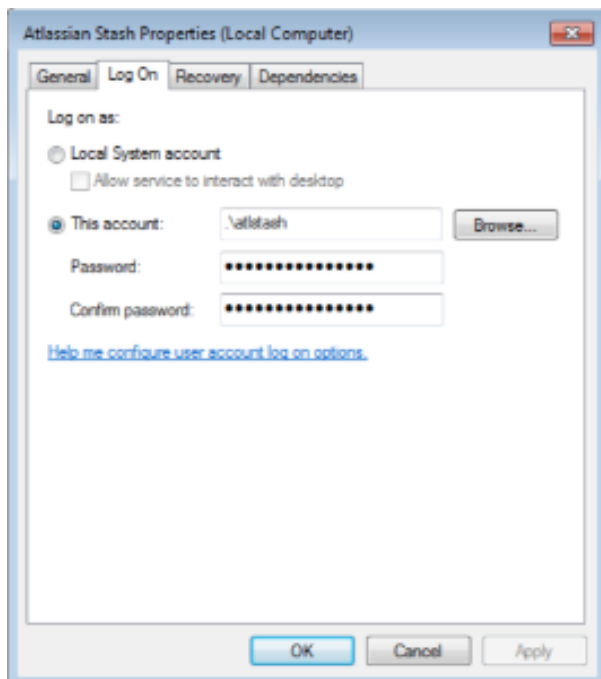 Atlassian Stash Properties (Local Computer)
General Log On Recovery Dependencies
Log on as:
Local System account
Allow service to interact with desktop
This account: .\atlstash Browse...
Password: •••••••••••••••
Confirm password: •••••••••••••••
Help me configure user account log on options.
OK Cancel Apply